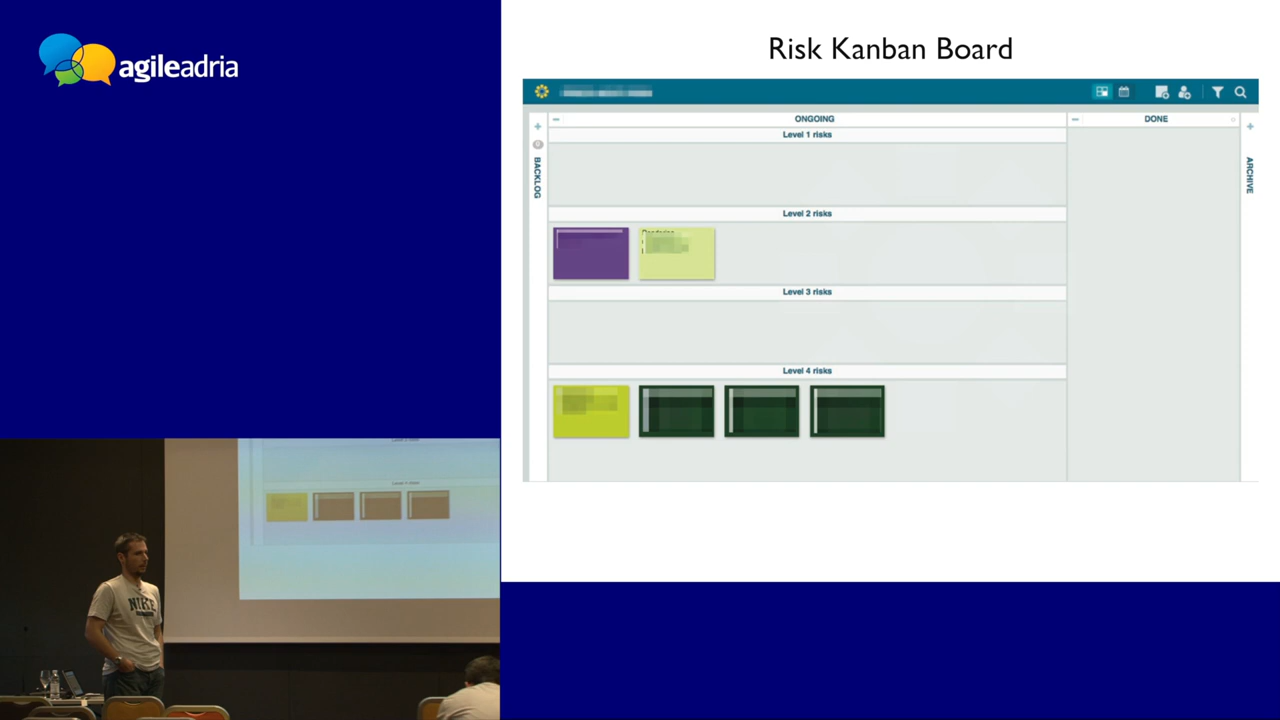 agileadria
Risk Kanban Board
ONGOING
DONE
Level 1 risks
BACKLOG
ARCHIVE
Level 2 risks
Level 3 risks
Level 4 risks
NIKE